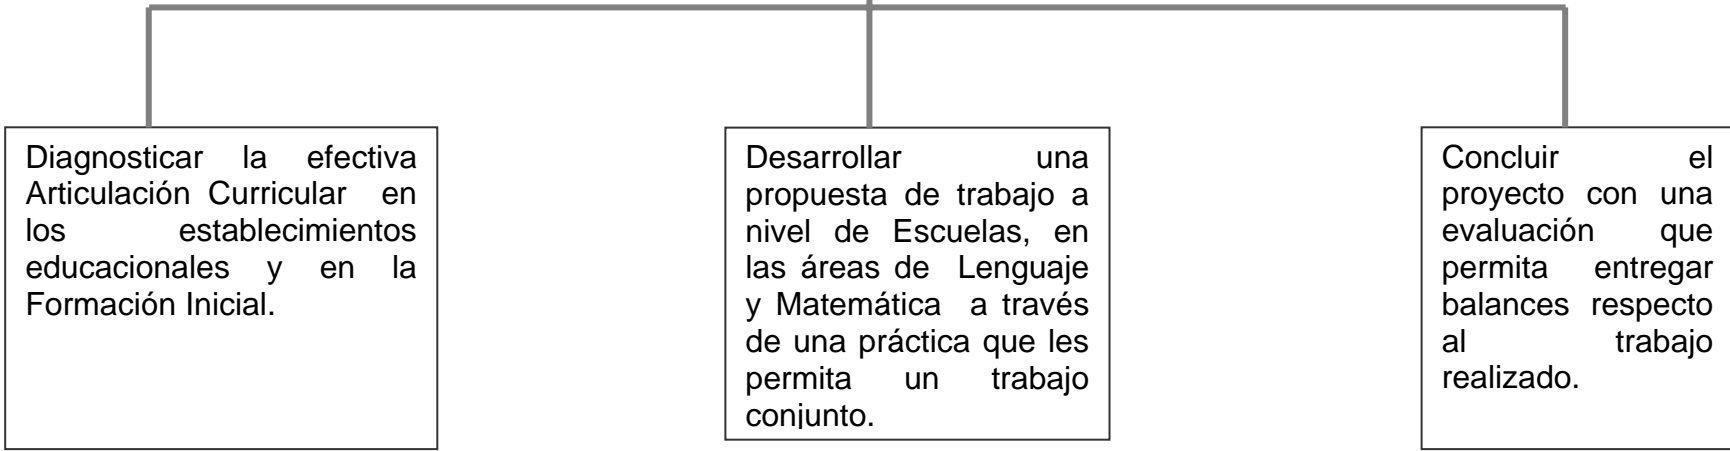 Diagnosticar la efectiva
Articulación Curricular en
los establecimientos
educacionales y en la
Formación Inicial.
Desarrollar una
propuesta de trabajo a
nivel de Escuelas, en
las áreas de Lenguaje
y Matemática a través
de una práctica que les
permita un trabajo
conjunto.
Concluir el
proyecto con una
evaluación que
permita entregar
balances respecto
al trabajo
realizado.